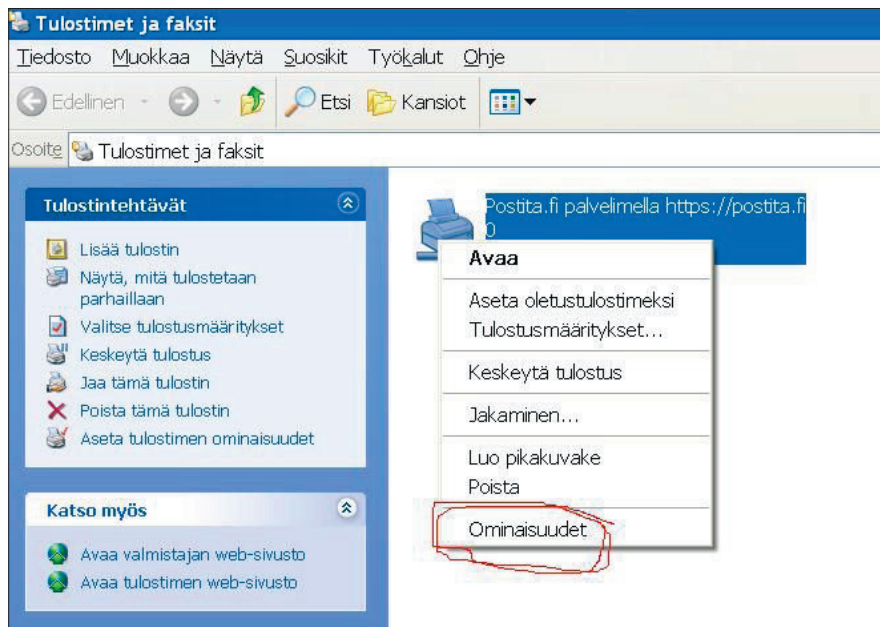 Tulostimet ja faksit
Tiedosto Muokkaa Näytä Suosikit Työkalut Ohje
Edellinen Etsi Kansiot
Osoite Tulostimet ja faksit
Tulostintehtävät
Lisää tulostin
Näytä, mitä tulostetaan
parhaillaan
Valitse tulostusmääritykset
Keskeytä tulostus
Jaa tämä tulostin
Poista tämä tulostin
Aseta tulostimen ominaisuudet
Katso myös
Avaa valmistajan web-sivusto
Avaa tulostimen web-sivusto
Postita.fi palvelimella https://postita.fi
0
Avaa
Aseta oletustulostimeksi
Tulostusmääritykset...
Keskeytä tulostus
Jakaminen...
Luo pikakuvake
Poista
Ominaisuudet